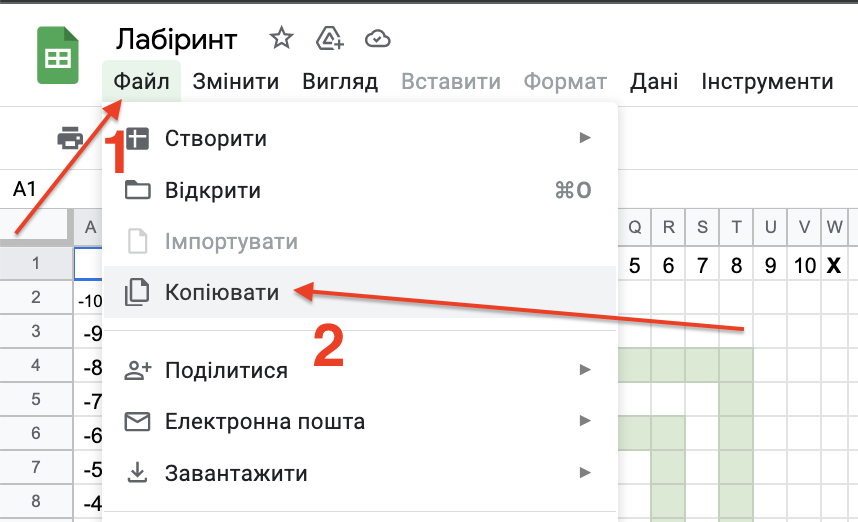 Лабіринт
Файл Змінити Вигляд Вставити Формат Дані Інструменти
1
Створити
A1
Відкрити ⌘O
A Q R S T U V W
Імпортувати
1 5 6 7 8 9 10 X
Копіювати
2 -10
3 -9
2
4 -8
Поділитися
5 -7
Електронна пошта
6 -6
7 -5
Завантажити
8 -4